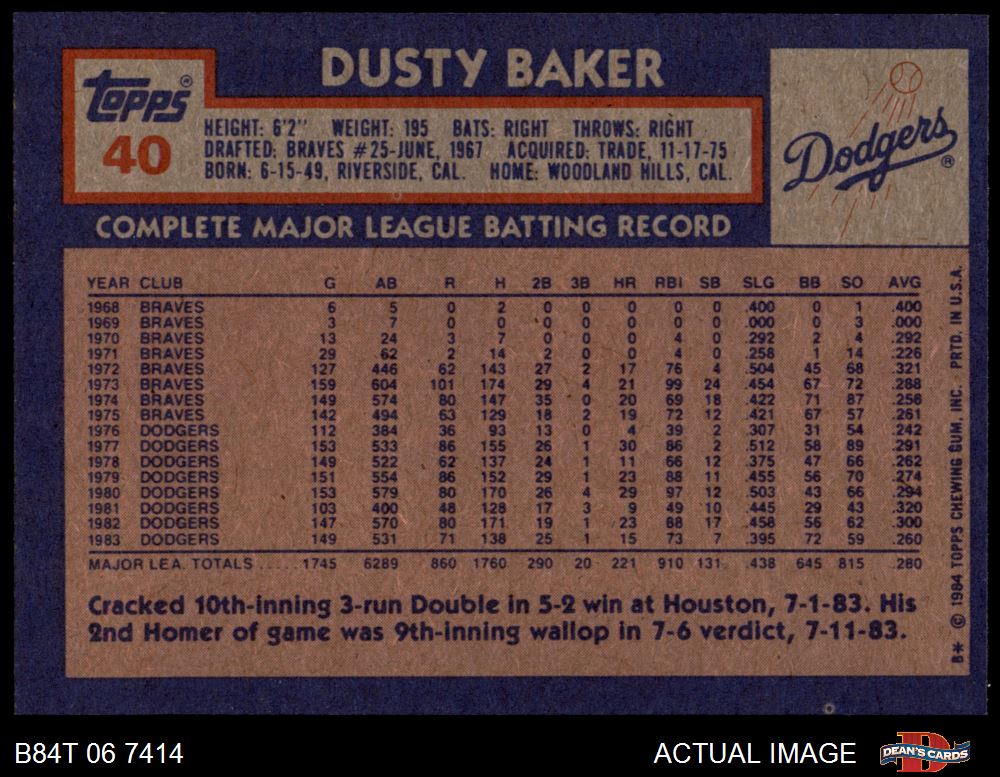 DUSTY BAKER
Topps®
40
HEIGHT: 6'2" WEIGHT: 195 BATS: RIGHT THROWS: RIGHT
DRAFTED: BRAVES #25-JUNE, 1967 ACQUIRED: TRADE, 11-17-75
BORN: 6-15-49, RIVERSIDE, CAL. HOME: WOODLAND HILLS, CAL.
Dodgers®
COMPLETE MAJOR LEAGUE BATTING RECORD
YEAR CLUB G AB R H 2B 3B HR RBI SB SLG BB SO AVG
1968 BRAVES 6 5 0 2 0 0 0 0 0 .400 0 1 .400
1969 BRAVES 3 7 0 0 0 0 0 0 0 .000 0 3 .000
1970 BRAVES 13 24 3 7 0 0 0 4 0 .292 2 4 .292
1971 BRAVES 29 62 2 14 2 0 0 4 0 .258 1 14 .226
1972 BRAVES 127 446 62 143 27 2 17 76 4 .504 45 68 .321
1973 BRAVES 159 604 101 174 29 4 21 99 24 .454 67 72 .288
1974 BRAVES 149 574 80 147 35 0 20 69 18 .422 71 87 .256
1975 BRAVES 142 494 63 129 18 2 19 72 12 .421 67 57 .261
1976 DODGERS 112 384 36 93 13 0 4 39 2 .307 31 54 .242
1977 DODGERS 153 533 86 155 26 1 30 86 2 .512 58 89 .291
1978 DODGERS 149 522 62 137 24 1 11 66 12 .375 47 66 .262
1979 DODGERS 151 554 86 152 29 1 23 88 11 .455 56 70 .274
1980 DODGERS 153 579 80 170 26 4 29 97 12 .503 43 66 .294
1981 DODGERS 103 400 48 128 17 3 9 49 10 .445 29 43 .320
1982 DODGERS 147 570 80 171 19 1 23 88 17 .458 56 62 .300
1983 DODGERS 149 531 71 138 25 1 15 73 7 .395 72 59 .260
MAJOR LEA. TOTALS ..... 1745 6289 860 1760 290 20 221 910 131 .438 645 815 .280
Cracked 10th-inning 3-run Double in 5-2 win at Houston, 7-1-83. His
2nd Homer of game was 9th-inning wallop in 7-6 verdict, 7-11-83.
B* © 1984 TOPPS CHEWING GUM, INC. PRTD. IN U.S.A.
B84T 06 7414
ACTUAL IMAGE
DEAN'S CARDS